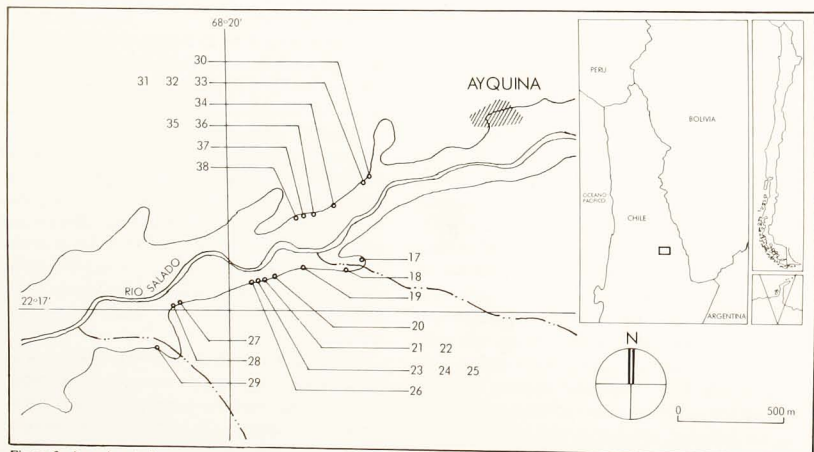 68°20'
30
31 32 33
34
35 36
37
38
AYQUINA
RIO SALADO
22°17'
17
18
19
20
21 22
23 24 25
26
27
28
29
PERU
BOLIVIA
OCEANO
PACIFICO
CHILE
ARGENTINA
N
0 500 m